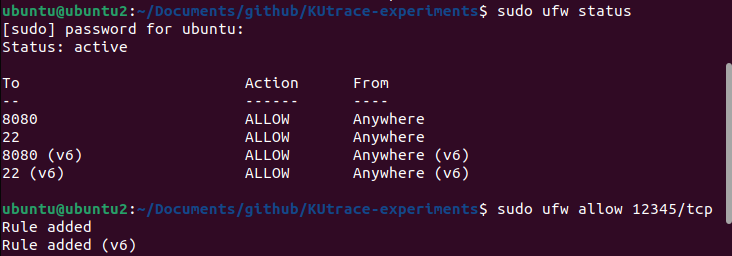 ubuntu@ubuntu2:~/Documents/github/KUtrace-experiments$ sudo ufw status
[sudo] password for ubuntu:
Status: active
To Action From
-- ------ ----
8080 ALLOW Anywhere
22 ALLOW Anywhere
8080 (v6) ALLOW Anywhere (v6)
22 (v6) ALLOW Anywhere (v6)
ubuntu@ubuntu2:~/Documents/github/KUtrace-experiments$ sudo ufw allow 12345/tcp
Rule added
Rule added (v6)